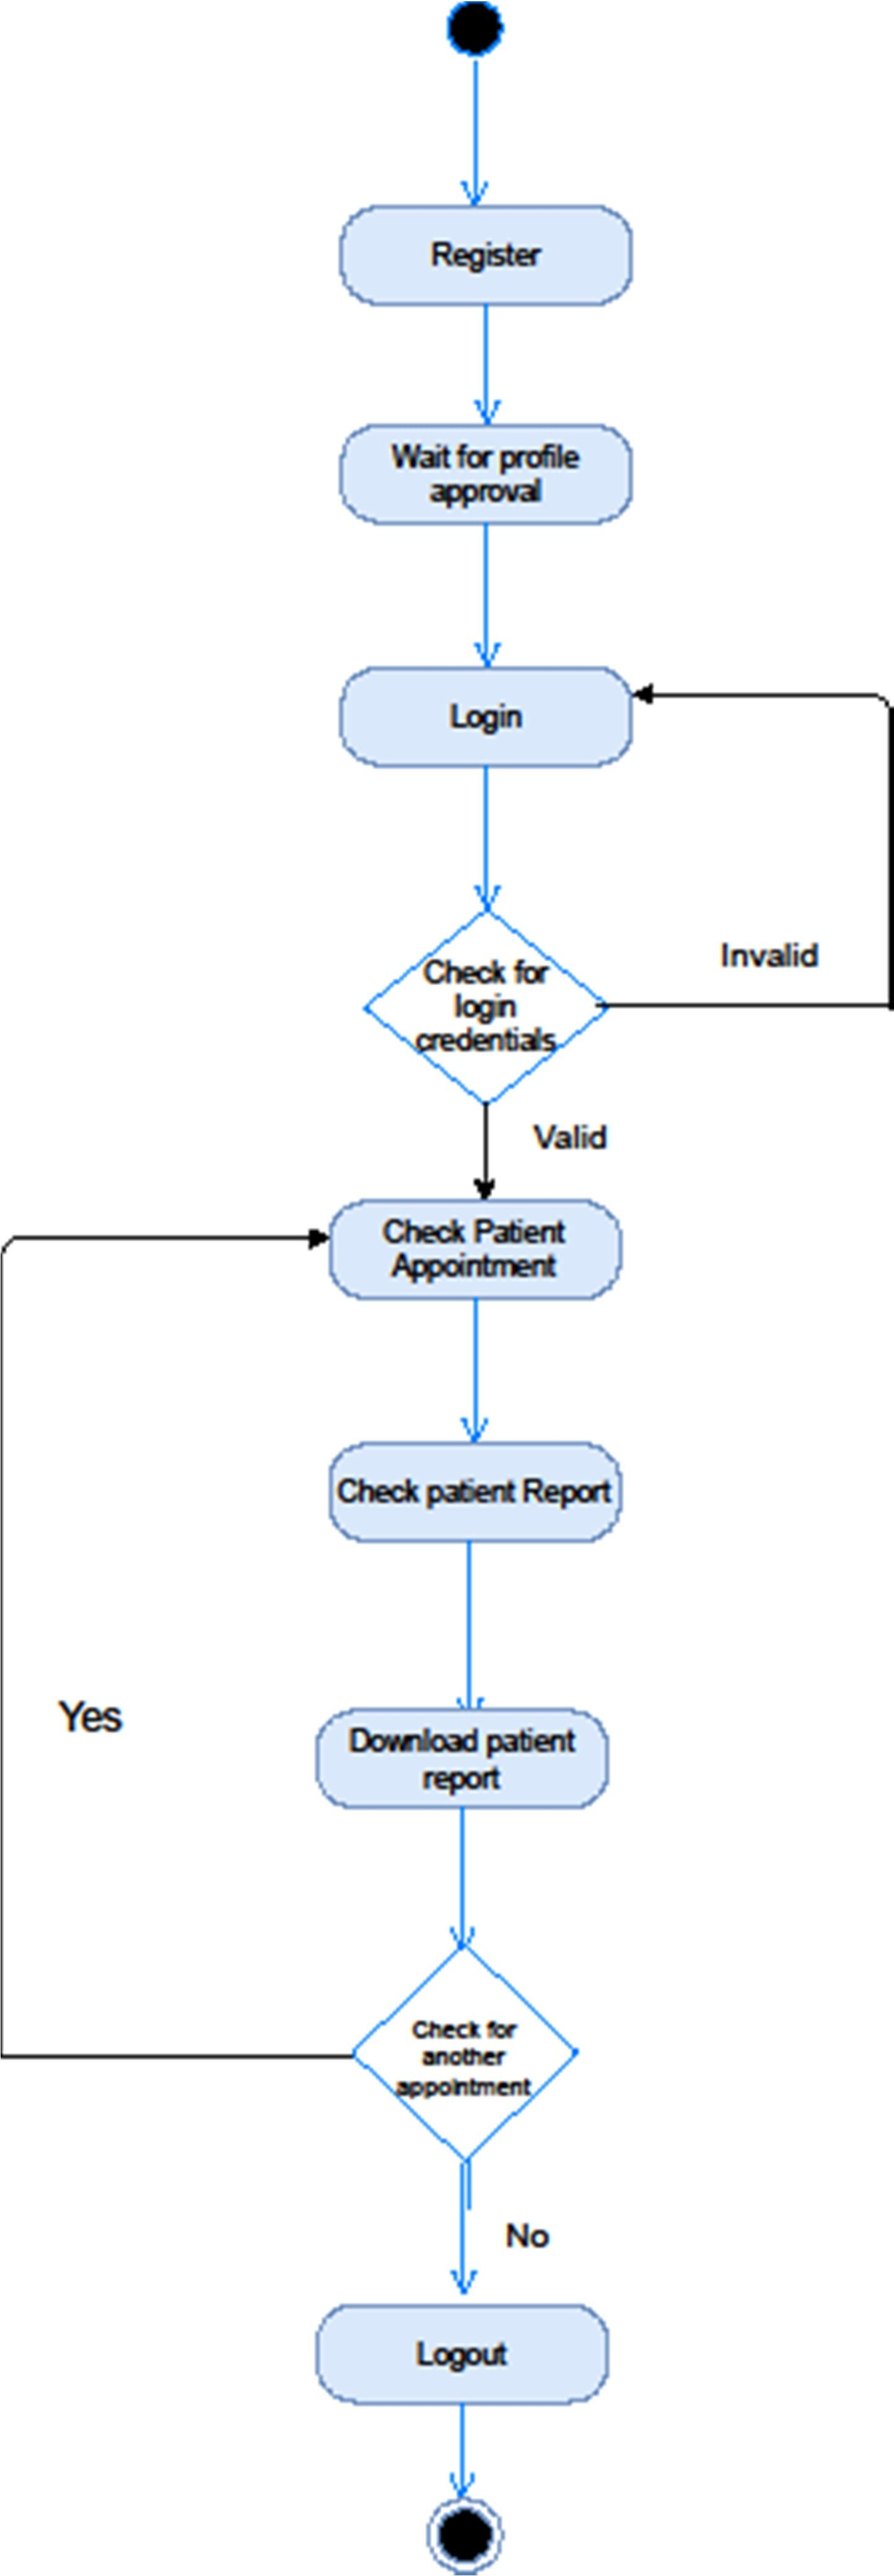 Register
Wait for profile
approval
Login
Check for
login
credentials
Invalid
Valid
Check Patient
Appointment
Check patient Report
Yes
Download patient
report
Check for
another
appointment
No
Logout